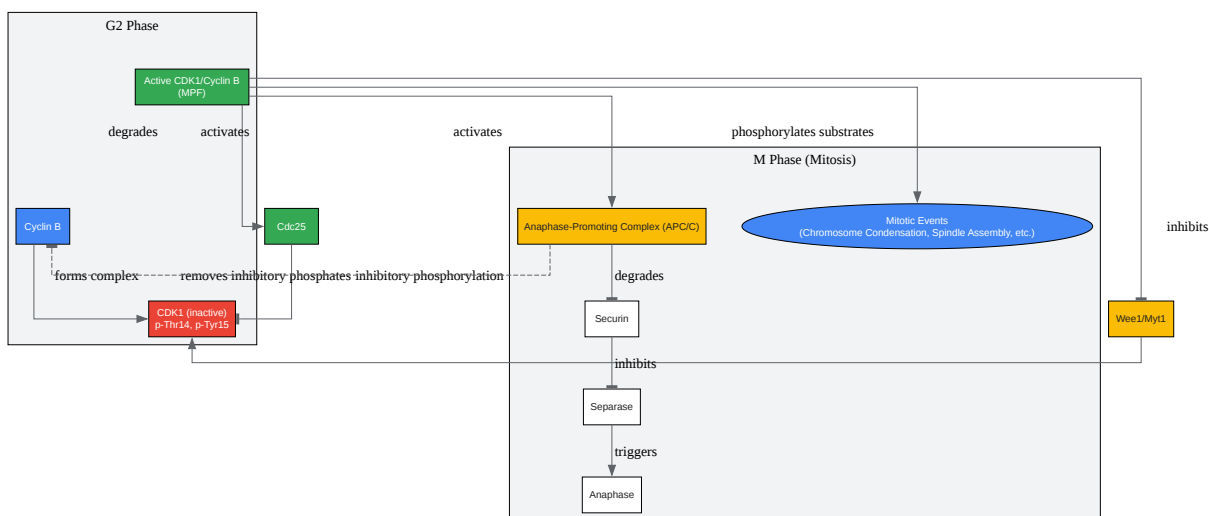 G2 Phase
Active CDK1/Cyclin B
(MPF)
degrades
activates
activates
phosphorylates substrates
M Phase (Mitosis)
Cyclin B
Cdc25
Anaphase-Promoting Complex (APC/C)
Mitotic Events
(Chromosome Condensation, Spindle Assembly, etc.)
inhibits
forms complex
removes inhibitory phosphates
inhibitory phosphorylation
degrades
CDK1 (inactive)
p-Thr14, p-Tyr15
Securin
Wee1/Myt1
inhibits
Separase
triggers
Anaphase